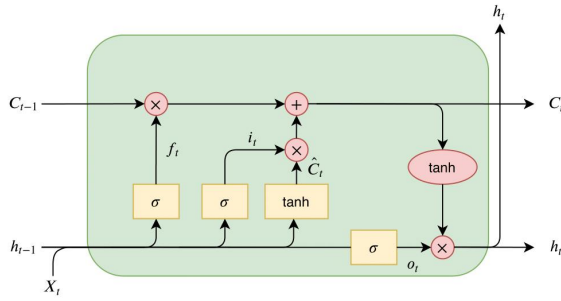 h_t
C_{t-1} × + C_t
f_t i_t × Ĉ_t tanh
σ σ tanh
h_{t-1} σ o_t × h_t
X_t